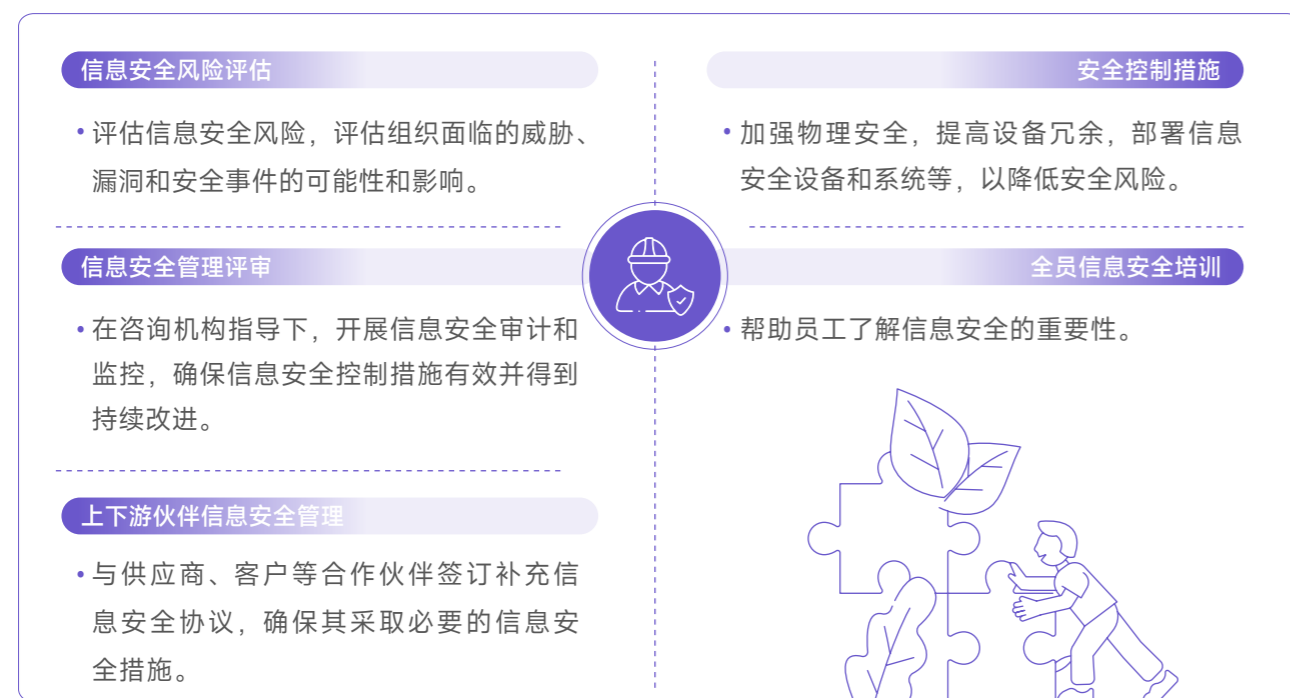 信息安全风险评估
•评估信息安全风险，评估组织面临的威胁、
漏洞和安全事件的可能性和影响。
信息安全管理评审
•在咨询机构指导下，开展信息安全审计和
监控，确保信息安全控制措施有效并得到
持续改进。
上下游伙伴信息安全管理
•与供应商、客户等合作伙伴签订补充信
息安全协议，确保其采取必要的信息安
全措施。
安全控制措施
•加强物理安全，提高设备冗余，部署信息
安全设备和系统等，以降低安全风险。
全员信息安全培训
•帮助员工了解信息安全的重要性。